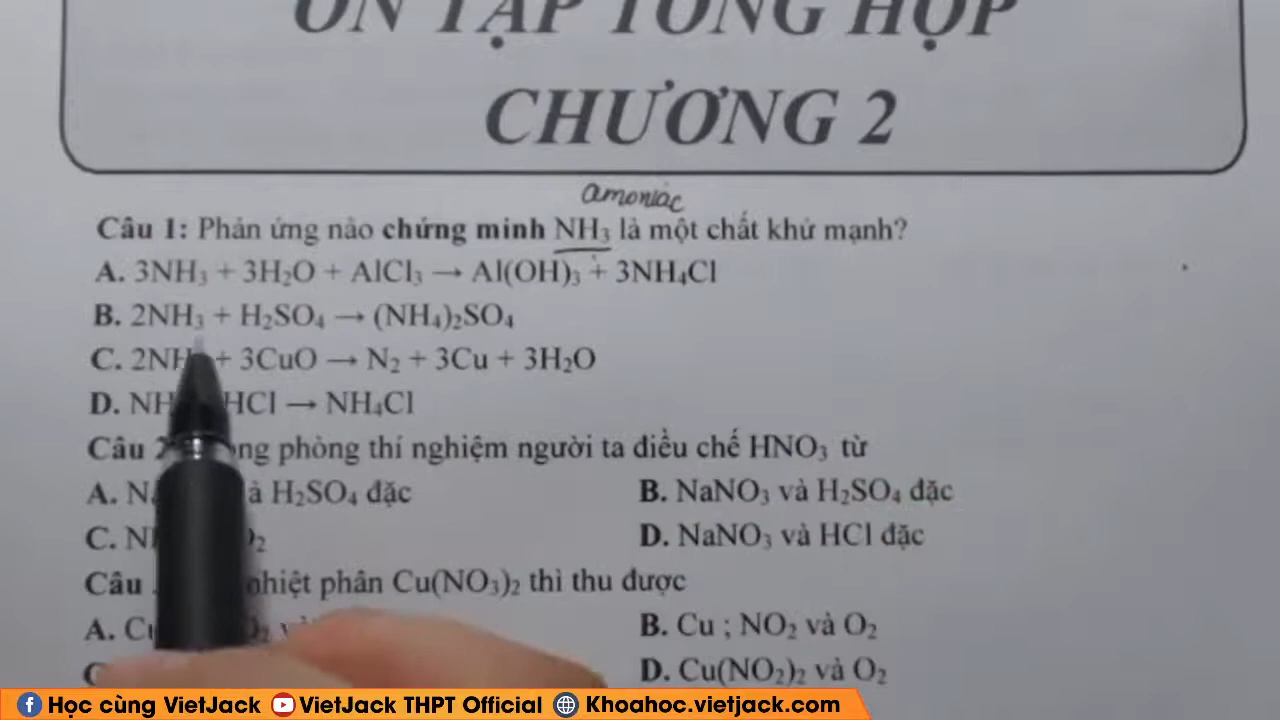 ÔN TẬP TỔNG HỢP
CHƯƠNG 2
amoniac
Câu 1: Phản ứng nào chứng minh NH₃ là một chất khử mạnh?
A. 3NH₃ + 3H₂O + AlCl₃ → Al(OH)₃ + 3NH₄Cl
B. 2NH₃ + H₂SO₄ → (NH₄)₂SO₄
C. 2NH + 3CuO → N₂ + 3Cu + 3H₂O
D. NH HCl → NH₄Cl
Câu phòng thí nghiệm người ta điều chế HNO₃ từ
A. H₂SO₄ đặc
B. NaNO₃ và H₂SO₄ đặc
C.
D. NaNO₃ và HCl đặc
Câu nhiệt phân Cu(NO₃)₂ thì thu được
A.
B. Cu ; NO₂ và O₂
D. Cu(NO₂)₂ và O₂
Học cùng VietJack VietJack THPT Official Khoahoc.vietjack.com